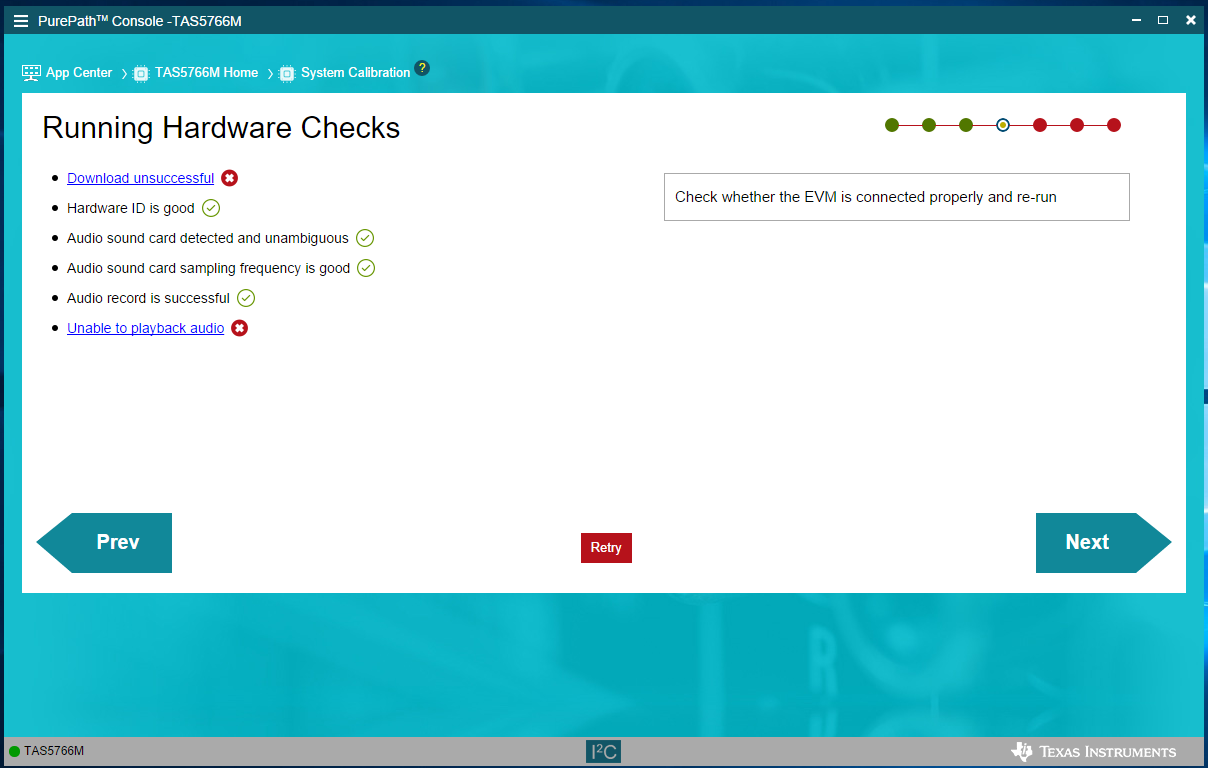 PurePath™ Console -TAS5766M
App Center > TAS5766M Home > System Calibration ?
Running Hardware Checks
Download unsuccessful
Hardware ID is good
Audio sound card detected and unambiguous
Audio sound card sampling frequency is good
Audio record is successful
Unable to playback audio
Check whether the EVM is connected properly and re-run
Prev
Retry
Next
R
TAS5766M
I²C
TEXAS INSTRUMENTS